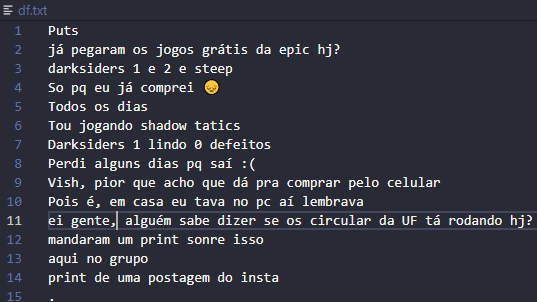 df.txt
1 Puts
2 já pegaram os jogos grátis da epic hj?
3 darksiders 1 e 2 e steep
4 So pq eu já comprei 😞
5 Todos os dias
6 Tou jogando shadow tatics
7 Darksiders 1 lindo 0 defeitos
8 Perdi alguns dias pq saí :(
9 Vish, pior que acho que dá pra comprar pelo celular
10 Pois é, em casa eu tava no pc aí lembrava
11 ei gente, alguém sabe dizer se os circular da UF tá rodando hj?
12 mandaram um print sonre isso
13 aqui no grupo
14 print de uma postagem do insta
15 .